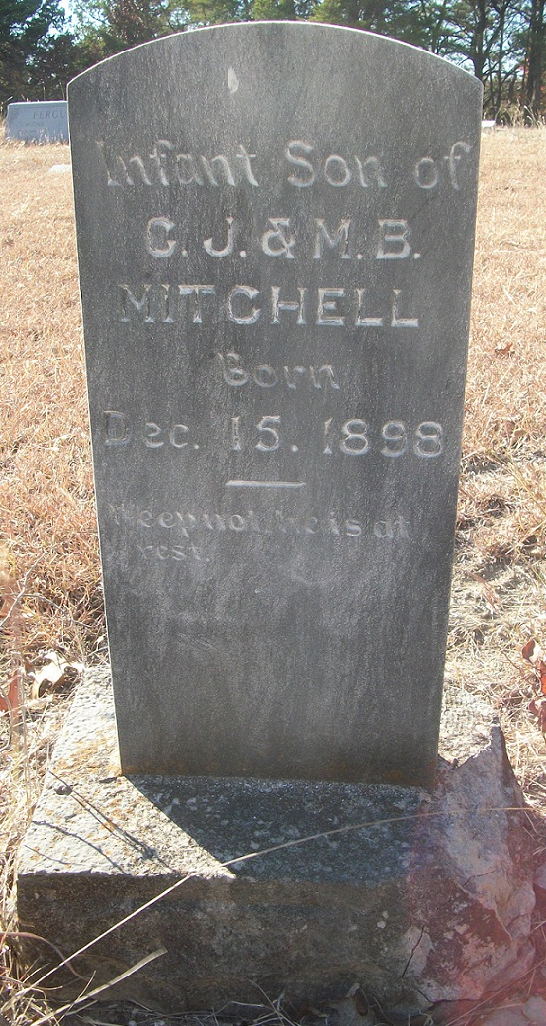 Infant Son of
C. J. & M. B.
MITCHELL
Born
Dec. 15. 1898
Weep not, he is at
rest.